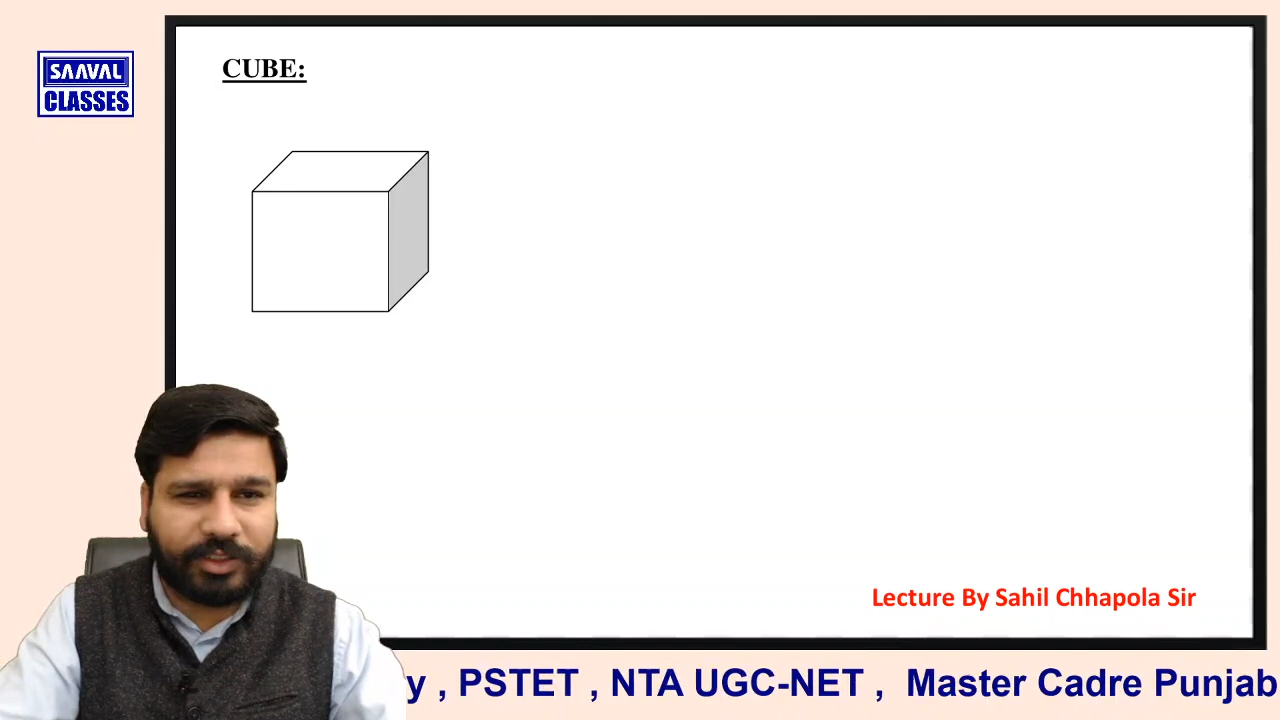 SAAVAL
CLASSES
CUBE:
Lecture By Sahil Chhapola Sir
y , PSTET , NTA UGC-NET , Master Cadre Punjab